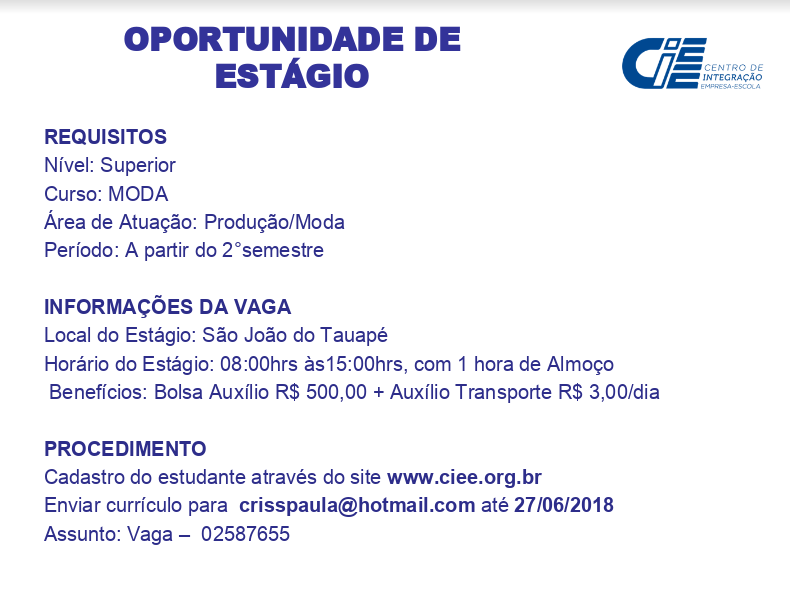 OPORTUNIDADE DE
ESTÁGIO
CIEE
CENTRO DE
INTEGRAÇÃO
EMPRESA-ESCOLA
REQUISITOS
Nível: Superior
Curso: MODA
Área de Atuação: Produção/Moda
Período: A partir do 2°semestre
INFORMAÇÕES DA VAGA
Local do Estágio: São João do Tauapé
Horário do Estágio: 08:00hrs às15:00hrs, com 1 hora de Almoço
Benefícios: Bolsa Auxílio R$ 500,00 + Auxílio Transporte R$ 3,00/dia
PROCEDIMENTO
Cadastro do estudante através do site www.ciee.org.br
Enviar currículo para crisspaula@hotmail.com até 27/06/2018
Assunto: Vaga – 02587655